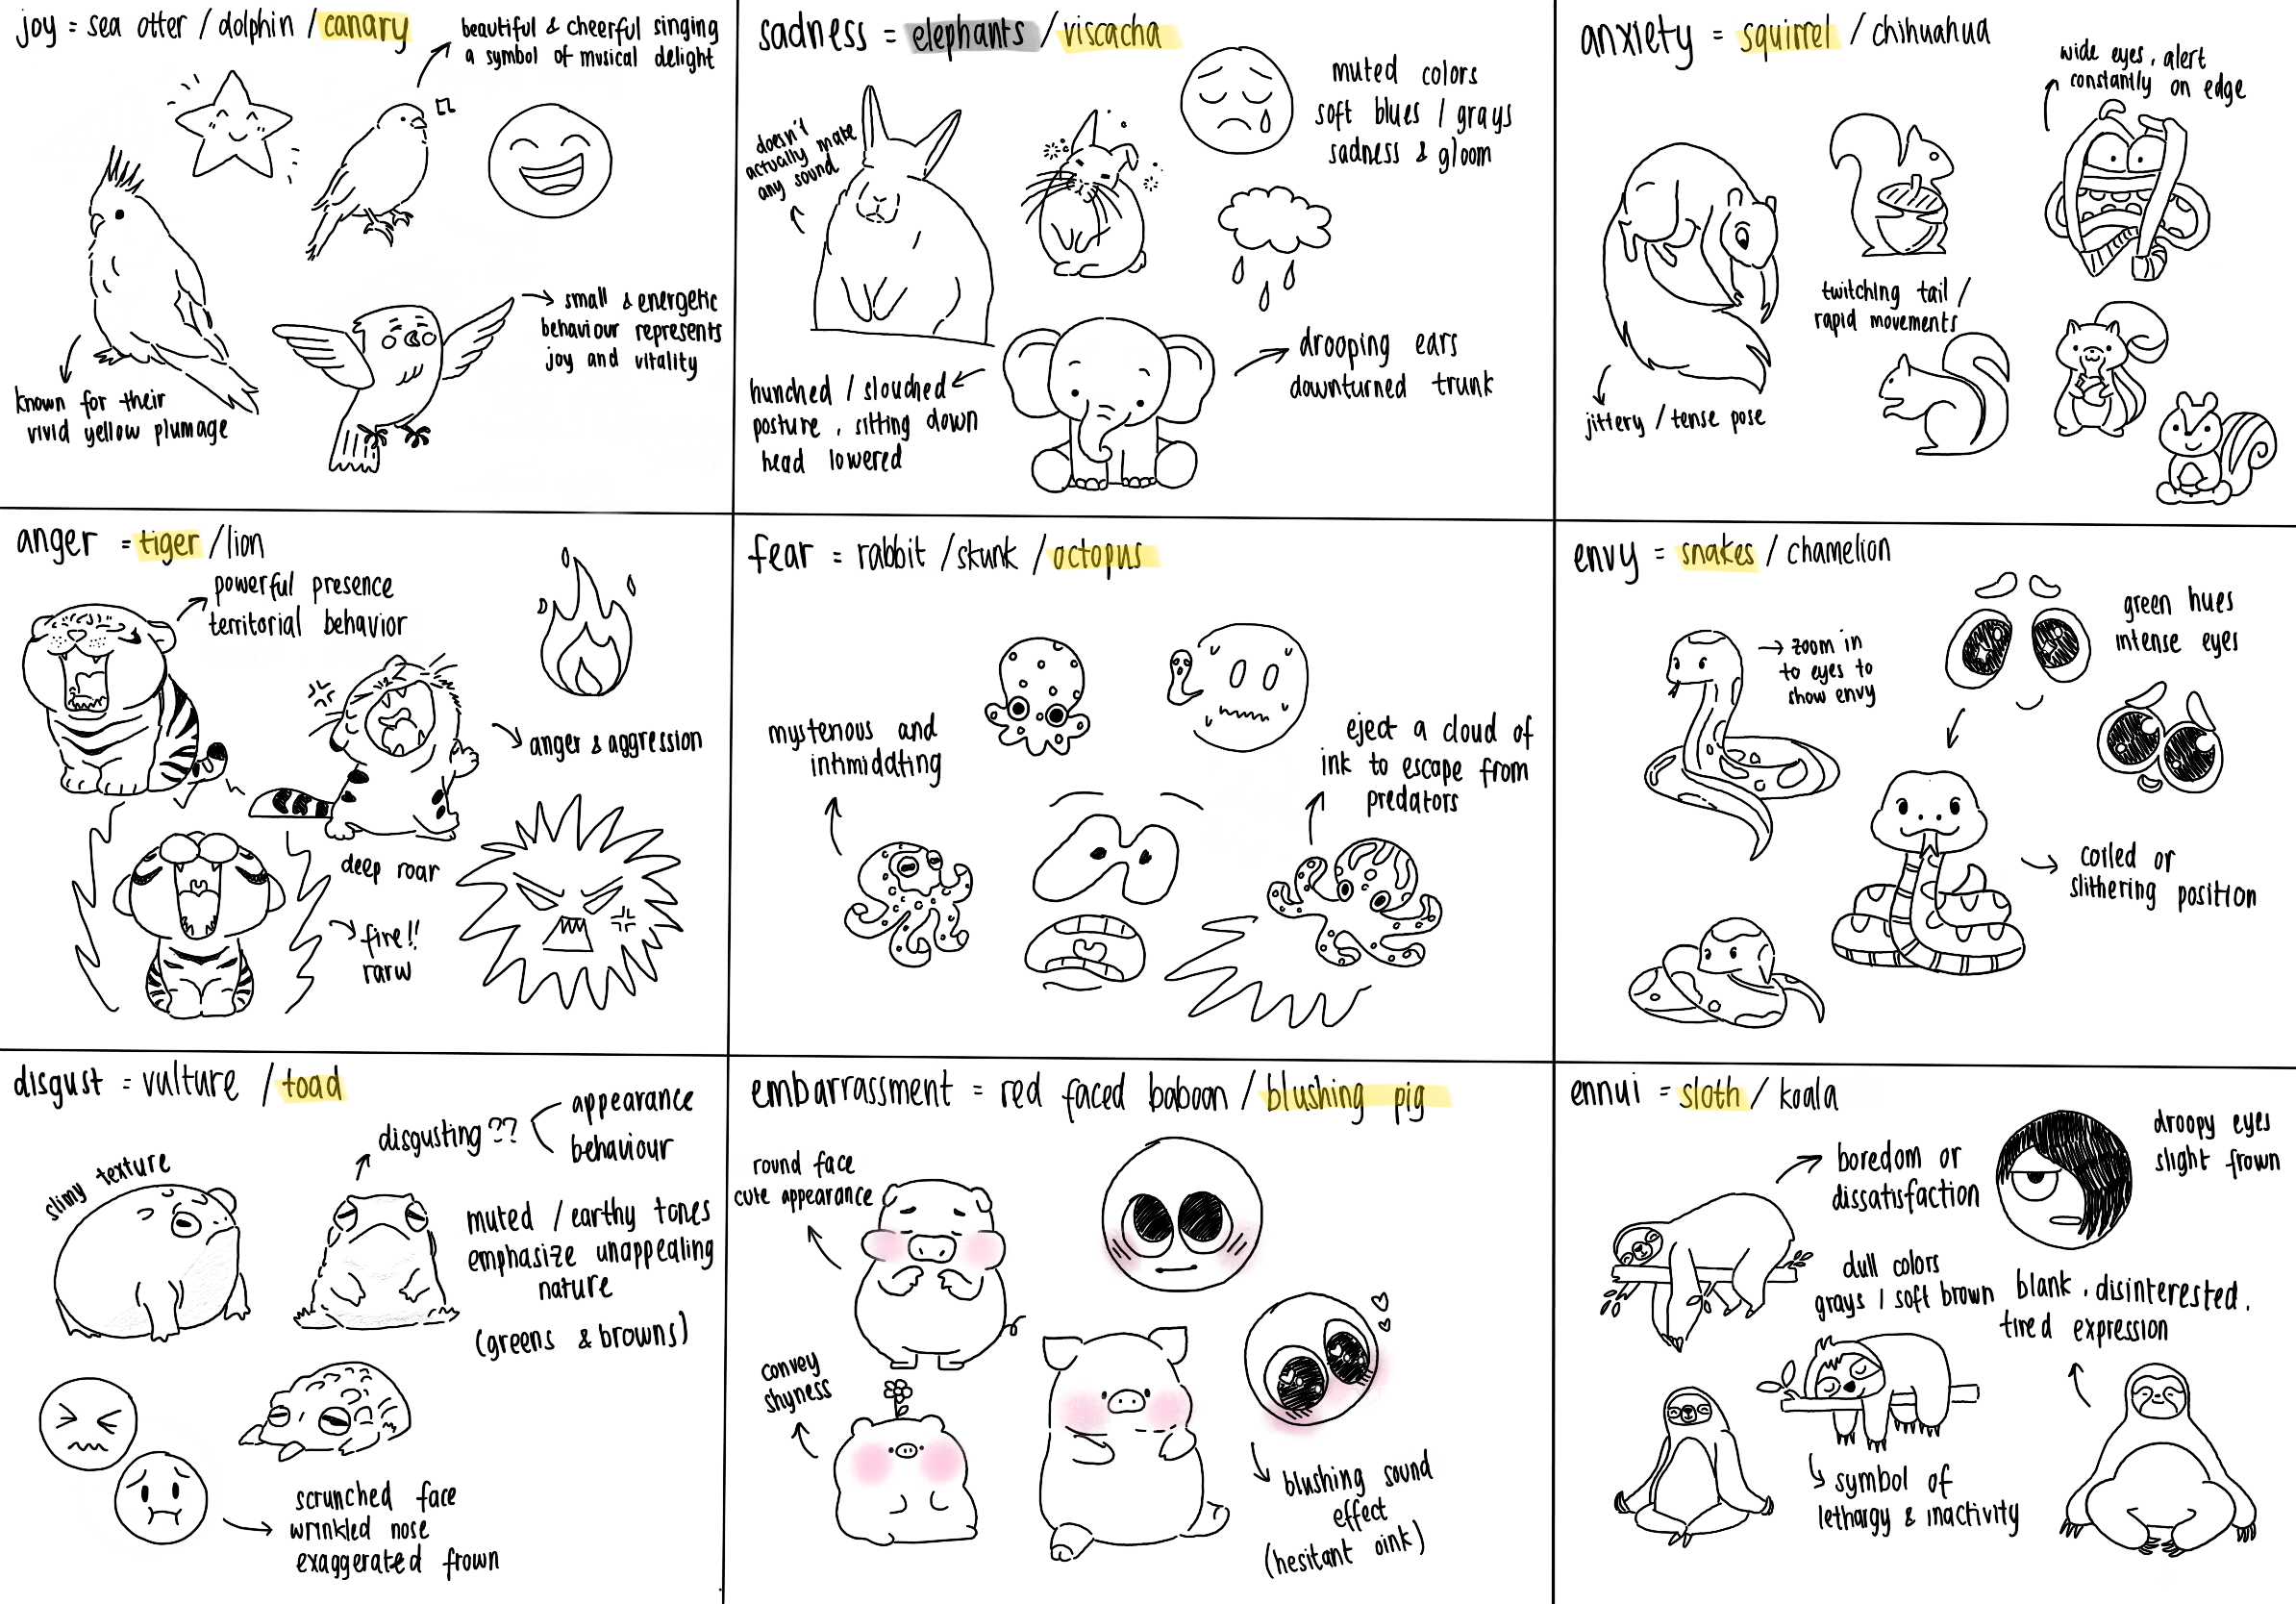 joy = sea otter / dolphin / canary
beautiful & cheerful singing
a symbol of musical delight
known for their
vivid yellow plumage
small & energetic
behaviour represents
joy and vitality
sadness = elephants / viscacha
doesn't
actually make
any sound
muted colors
soft blues / grays
sadness & gloom
hunched / slouched
posture, sitting down
head lowered
drooping ears
downturned trunk
anxiety = squirrel / chihuahua
wide eyes, alert
constantly on edge
twitching tail /
rapid movements
jittery / tense pose
anger = tiger / lion
powerful presence
territorial behavior
anger & aggression
deep roar
fire!!
rarw
fear = rabbit / skunk / octopus
mysterious and
intimidating
eject a cloud of
ink to escape from
predators
envy = snakes / chamelion
zoom in
to eyes to
show envy
green hues
intense eyes
coiled or
slithering position
disgust = vulture / toad
slimy texture
disgusting??
appearance
behaviour
muted / earthy tones
emphasize unappealing
nature
(greens & browns)
scrunched face
wrinkled nose
exaggerated frown
embarrassment = red faced baboon / blushing pig
round face
cute appearance
convey
shyness
blushing sound
effect
(hesitant oink)
ennui = sloth / koala
boredom or
dissatisfaction
droopy eyes
slight frown
dull colors
grays / soft brown
blank, disinterested,
tired expression
symbol of
lethargy & inactivity